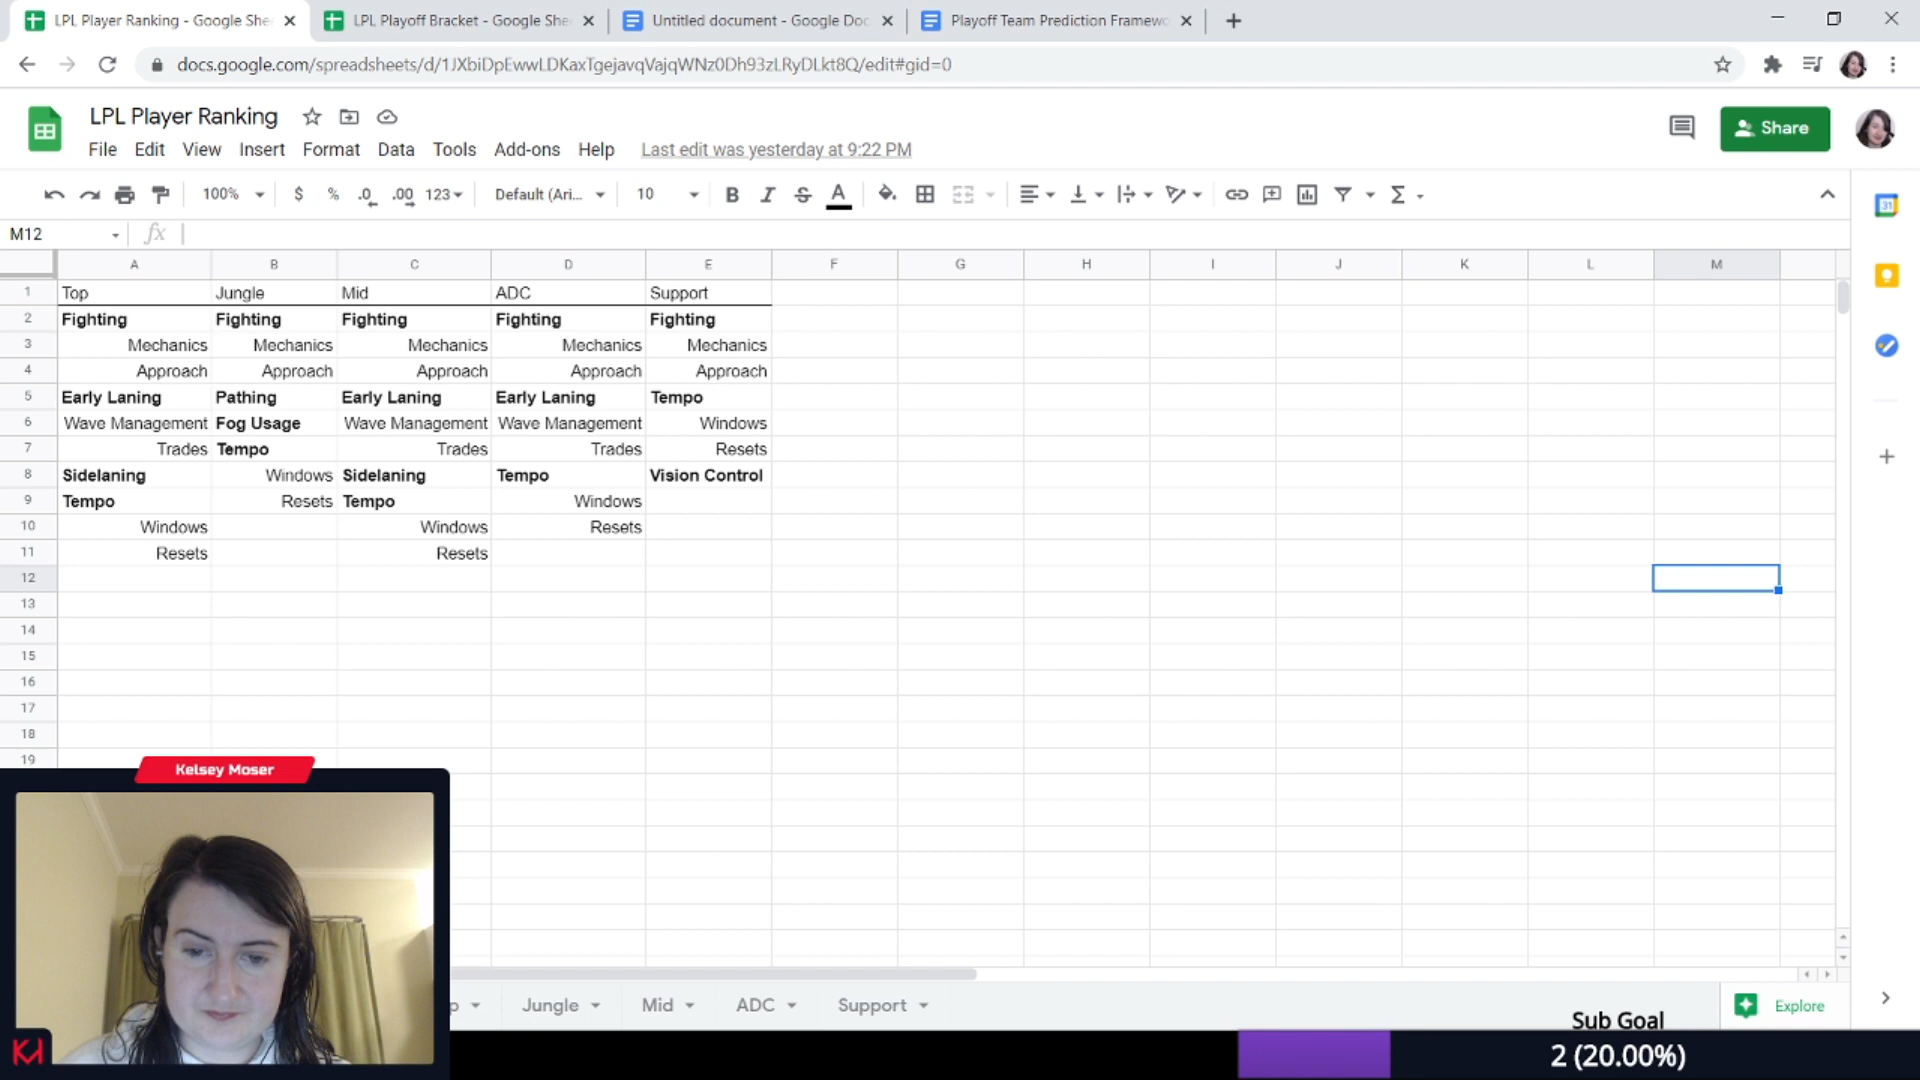 LPL Player Ranking - Google She
LPL Playoff Bracket - Google She
Untitled document - Google Doc
Playoff Team Prediction Framewo
docs.google.com/spreadsheets/d/1JXbiDpEwwLDKaxTgejavqVajqWNz0Dh93zLRyDLkt8Q/edit#gid=0
LPL Player Ranking
Share
File Edit View Insert Format Data Tools Add-ons Help Last edit was yesterday at 9:22 PM
100% $ % .0 .00 123 Default (Ari... 10 B I S A
M12 fx
A B C D E F G H I J K L M
1 Top Jungle Mid ADC Support
2 Fighting Fighting Fighting Fighting Fighting
3 Mechanics Mechanics Mechanics Mechanics Mechanics
4 Approach Approach Approach Approach Approach
5 Early Laning Pathing Early Laning Early Laning Tempo
6 Wave Management Fog Usage Wave Management Wave Management Windows
7 Trades Tempo Trades Trades Resets
8 Sidelaning Windows Sidelaning Tempo Vision Control
9 Tempo Resets Tempo Windows
10 Windows Windows Resets
11 Resets Resets
12
13
14
15
16
17
18
19
Kelsey Moser
p Jungle Mid ADC Support
Explore
Sub Goal
2 (20.00%)
31
KM